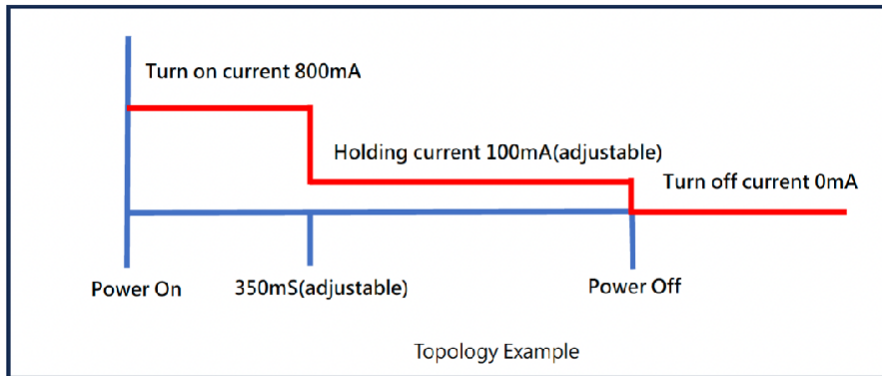 Turn on current 800mA
Holding current 100mA(adjustable)
Turn off current 0mA
Power On
350mS(adjustable)
Power Off
Topology Example